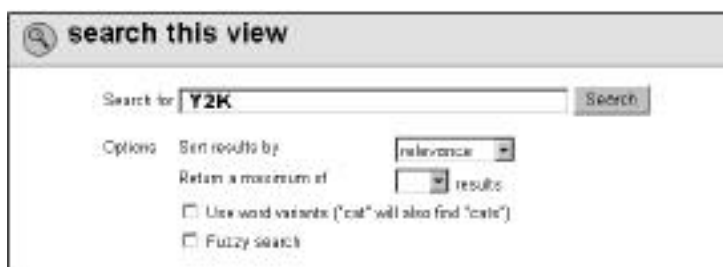 search this view
Search for Y2K Search
Options Sort results by relevance
Return a maximum of results
Use word variants ("cat" will also find "cats")
Fuzzy search